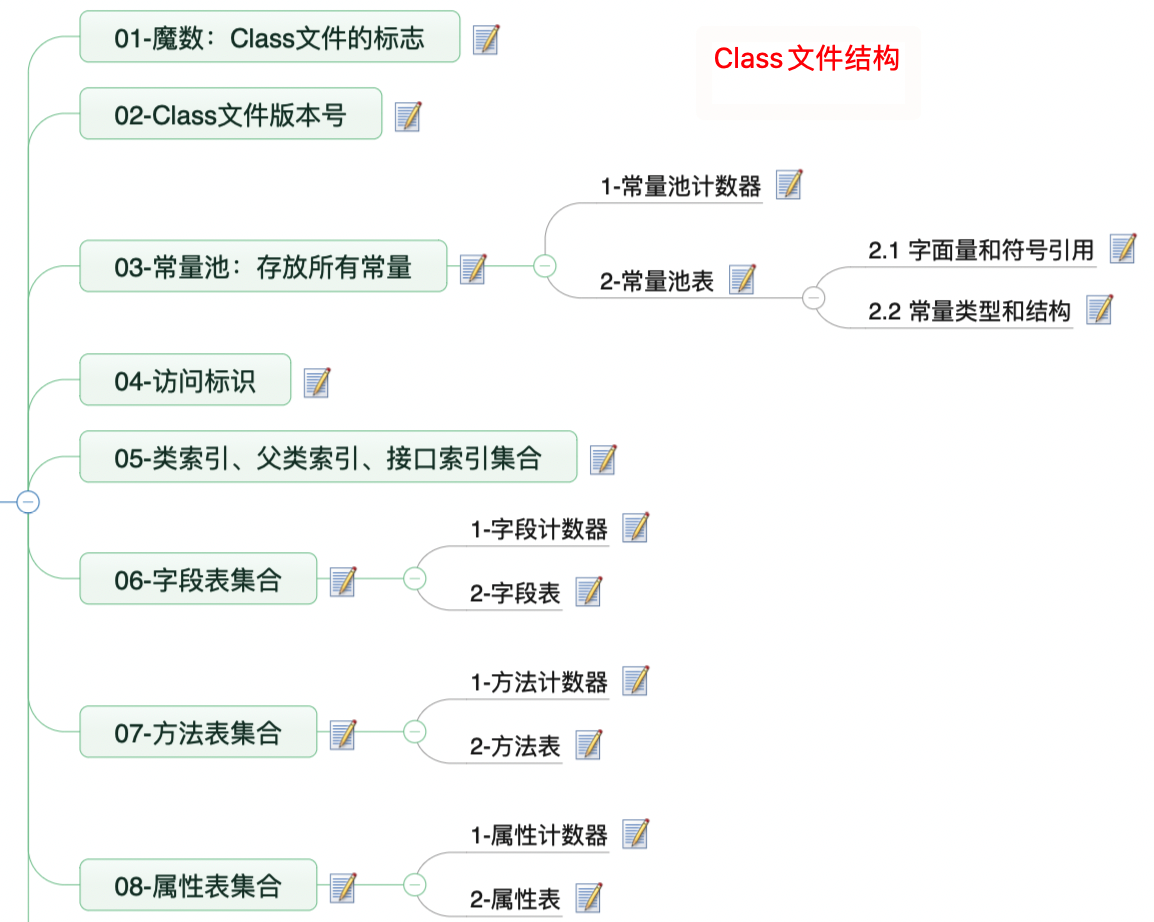 01-魔数：Class文件的标志
Class文件结构
02-Class文件版本号
03-常量池：存放所有常量
1-常量池计数器
2-常量池表
2.1 字面量和符号引用
2.2 常量类型和结构
04-访问标识
05-类索引、父类索引、接口索引集合
06-字段表集合
1-字段计数器
2-字段表
07-方法表集合
1-方法计数器
2-方法表
08-属性表集合
1-属性计数器
2-属性表